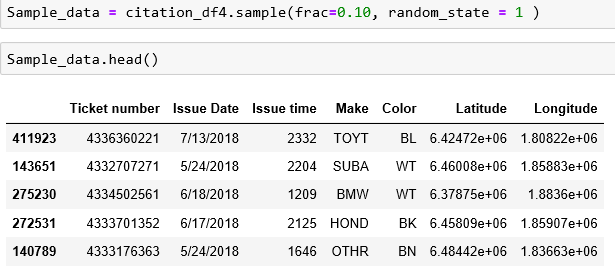 Sample_data = citation_df4.sample(frac=0.10, random_state = 1 )
Sample_data.head()
Ticket number Issue Date Issue time Make Color Latitude Longitude
411923 4336360221 7/13/2018 2332 TOYT BL 6.42472e+06 1.80822e+06
143651 4332707271 5/24/2018 2204 SUBA WT 6.46008e+06 1.85883e+06
275230 4334502561 6/18/2018 1209 BMW WT 6.37875e+06 1.8836e+06
272531 4333701352 6/17/2018 2125 HOND BK 6.45809e+06 1.85907e+06
140789 4333176363 5/24/2018 1646 OTHR BN 6.48442e+06 1.83663e+06